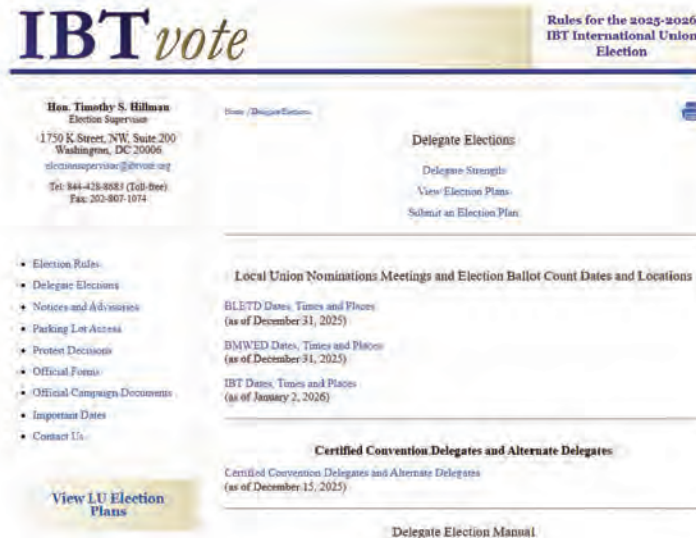 IBT vote
Rules for the 2025-2026
IBT International Union
Election
Hon. Timothy S. Hillman
Election Supervisor
1750 K Street, NW, Suite 200
Washington, DC 20006
electionsupervisor@ibtvote.org
Tel: 844-428-8683 (Toll-free)
Fax: 202-807-1074
Home / Delegate Elections
Delegate Elections
Delegate Strength
View Election Plans
Submit an Election Plan
Election Rules
Delegate Elections
Notices and Advisories
Parking Lot Access
Protest Decisions
Official Forms
Official Campaign Documents
Important Dates
Contact Us
View LU Election
Plans
Local Union Nominations Meetings and Election Ballot Count Dates and Locations
BLETD Dates, Times and Places
(as of December 31, 2025)
BMWED Dates, Times and Places
(as of December 31, 2025)
IBT Dates, Times and Places
(as of January 2, 2026)
Certified Convention Delegates and Alternate Delegates
Certified Convention Delegates and Alternate Delegates
(as of December 15, 2025)
Delegate Election Manual